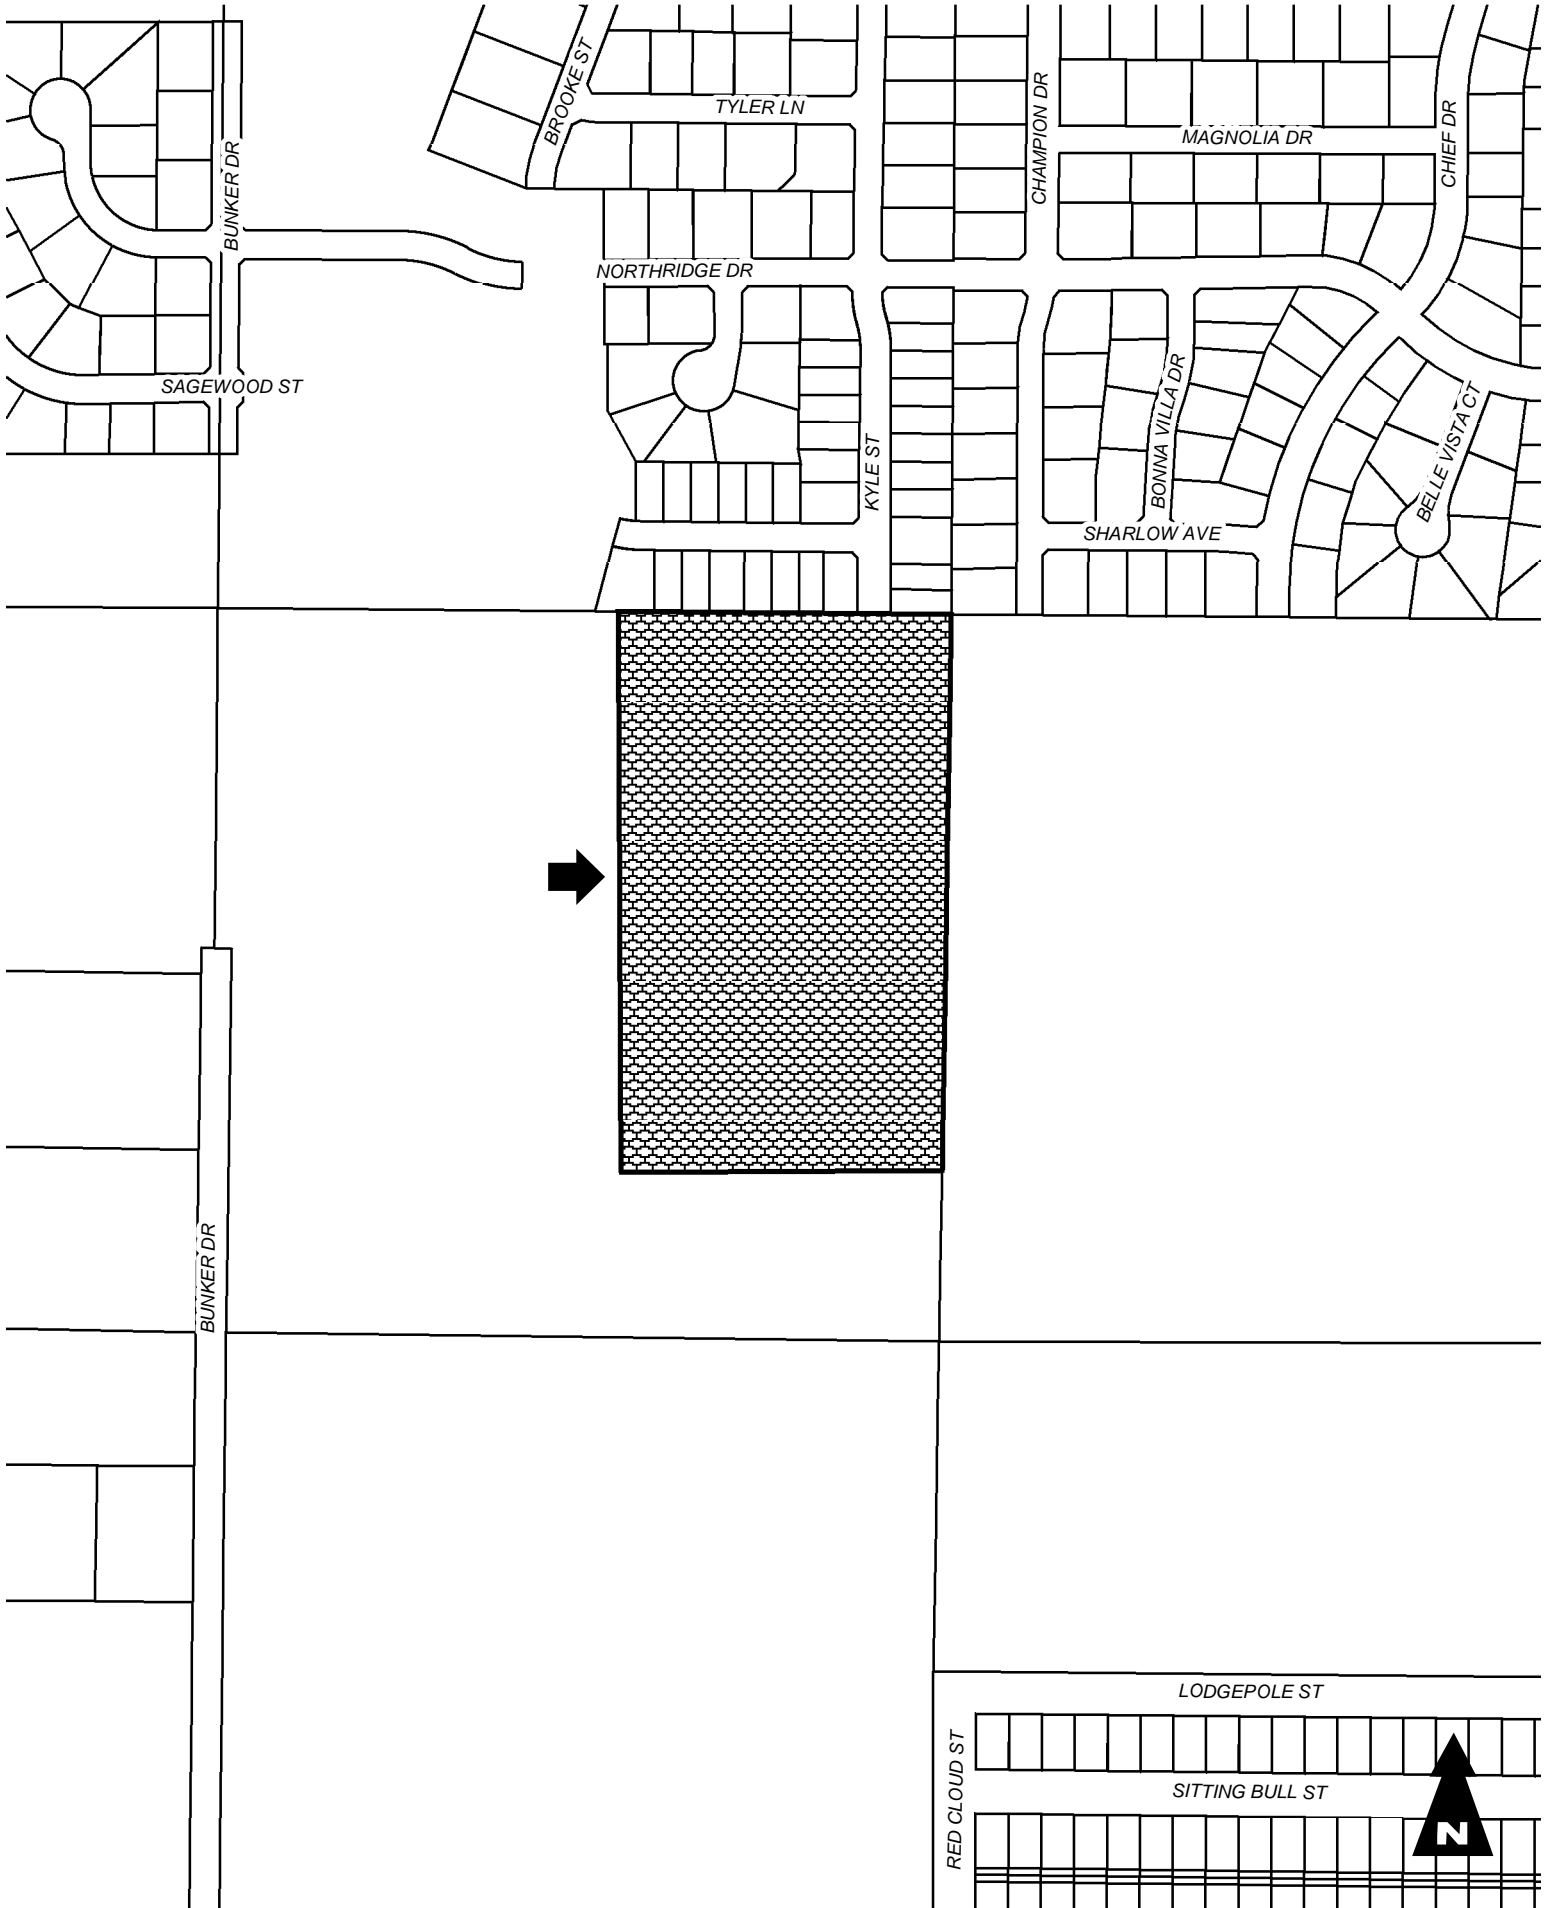 BROOKE ST
TYLER LN
CHAMPION DR
MAGNOLIA DR
CHIEF DR
BUNKER DR
NORTHRIDGE DR
SAGEWOOD ST
KYLE ST
BONNA VILLA DR
BELLE VISTA CT
SHARLOW AVE
BUNKER DR
LODGEPOLE ST
RED CLOUD ST
SITTING BULL ST
N